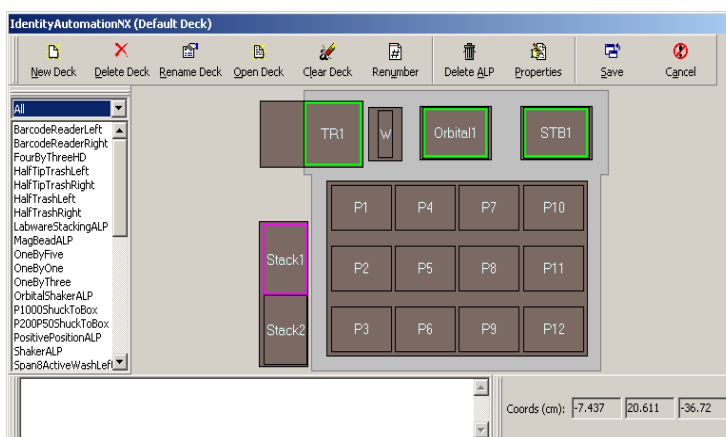 IdentityAutomationNX (Default Deck)
New Deck Delete Deck Rename Deck Open Deck Clear Deck Renumber Delete ALP Properties Save Cancel
All
BarcodeReaderLeft
BarcodeReaderRight
FourByThreeHD
HalfTipTrashLeft
HalfTipTrashRight
HalfTrashLeft
HalfTrashRight
LabwareStackingALP
MagBeadALP
OneByFive
OneByOne
OneByThree
OrbitalShakerALP
P1000ShuckToBox
P200P50ShuckToBox
PositivePositionALP
ShakerALP
Span8ActiveWashLeft
TR1 W Orbital1 STB1
P1 P4 P7 P10
Stack1
P2 P5 P8 P11
Stack2
P3 P6 P9 P12
Coords (cm): -7.437 20.611 -36.72